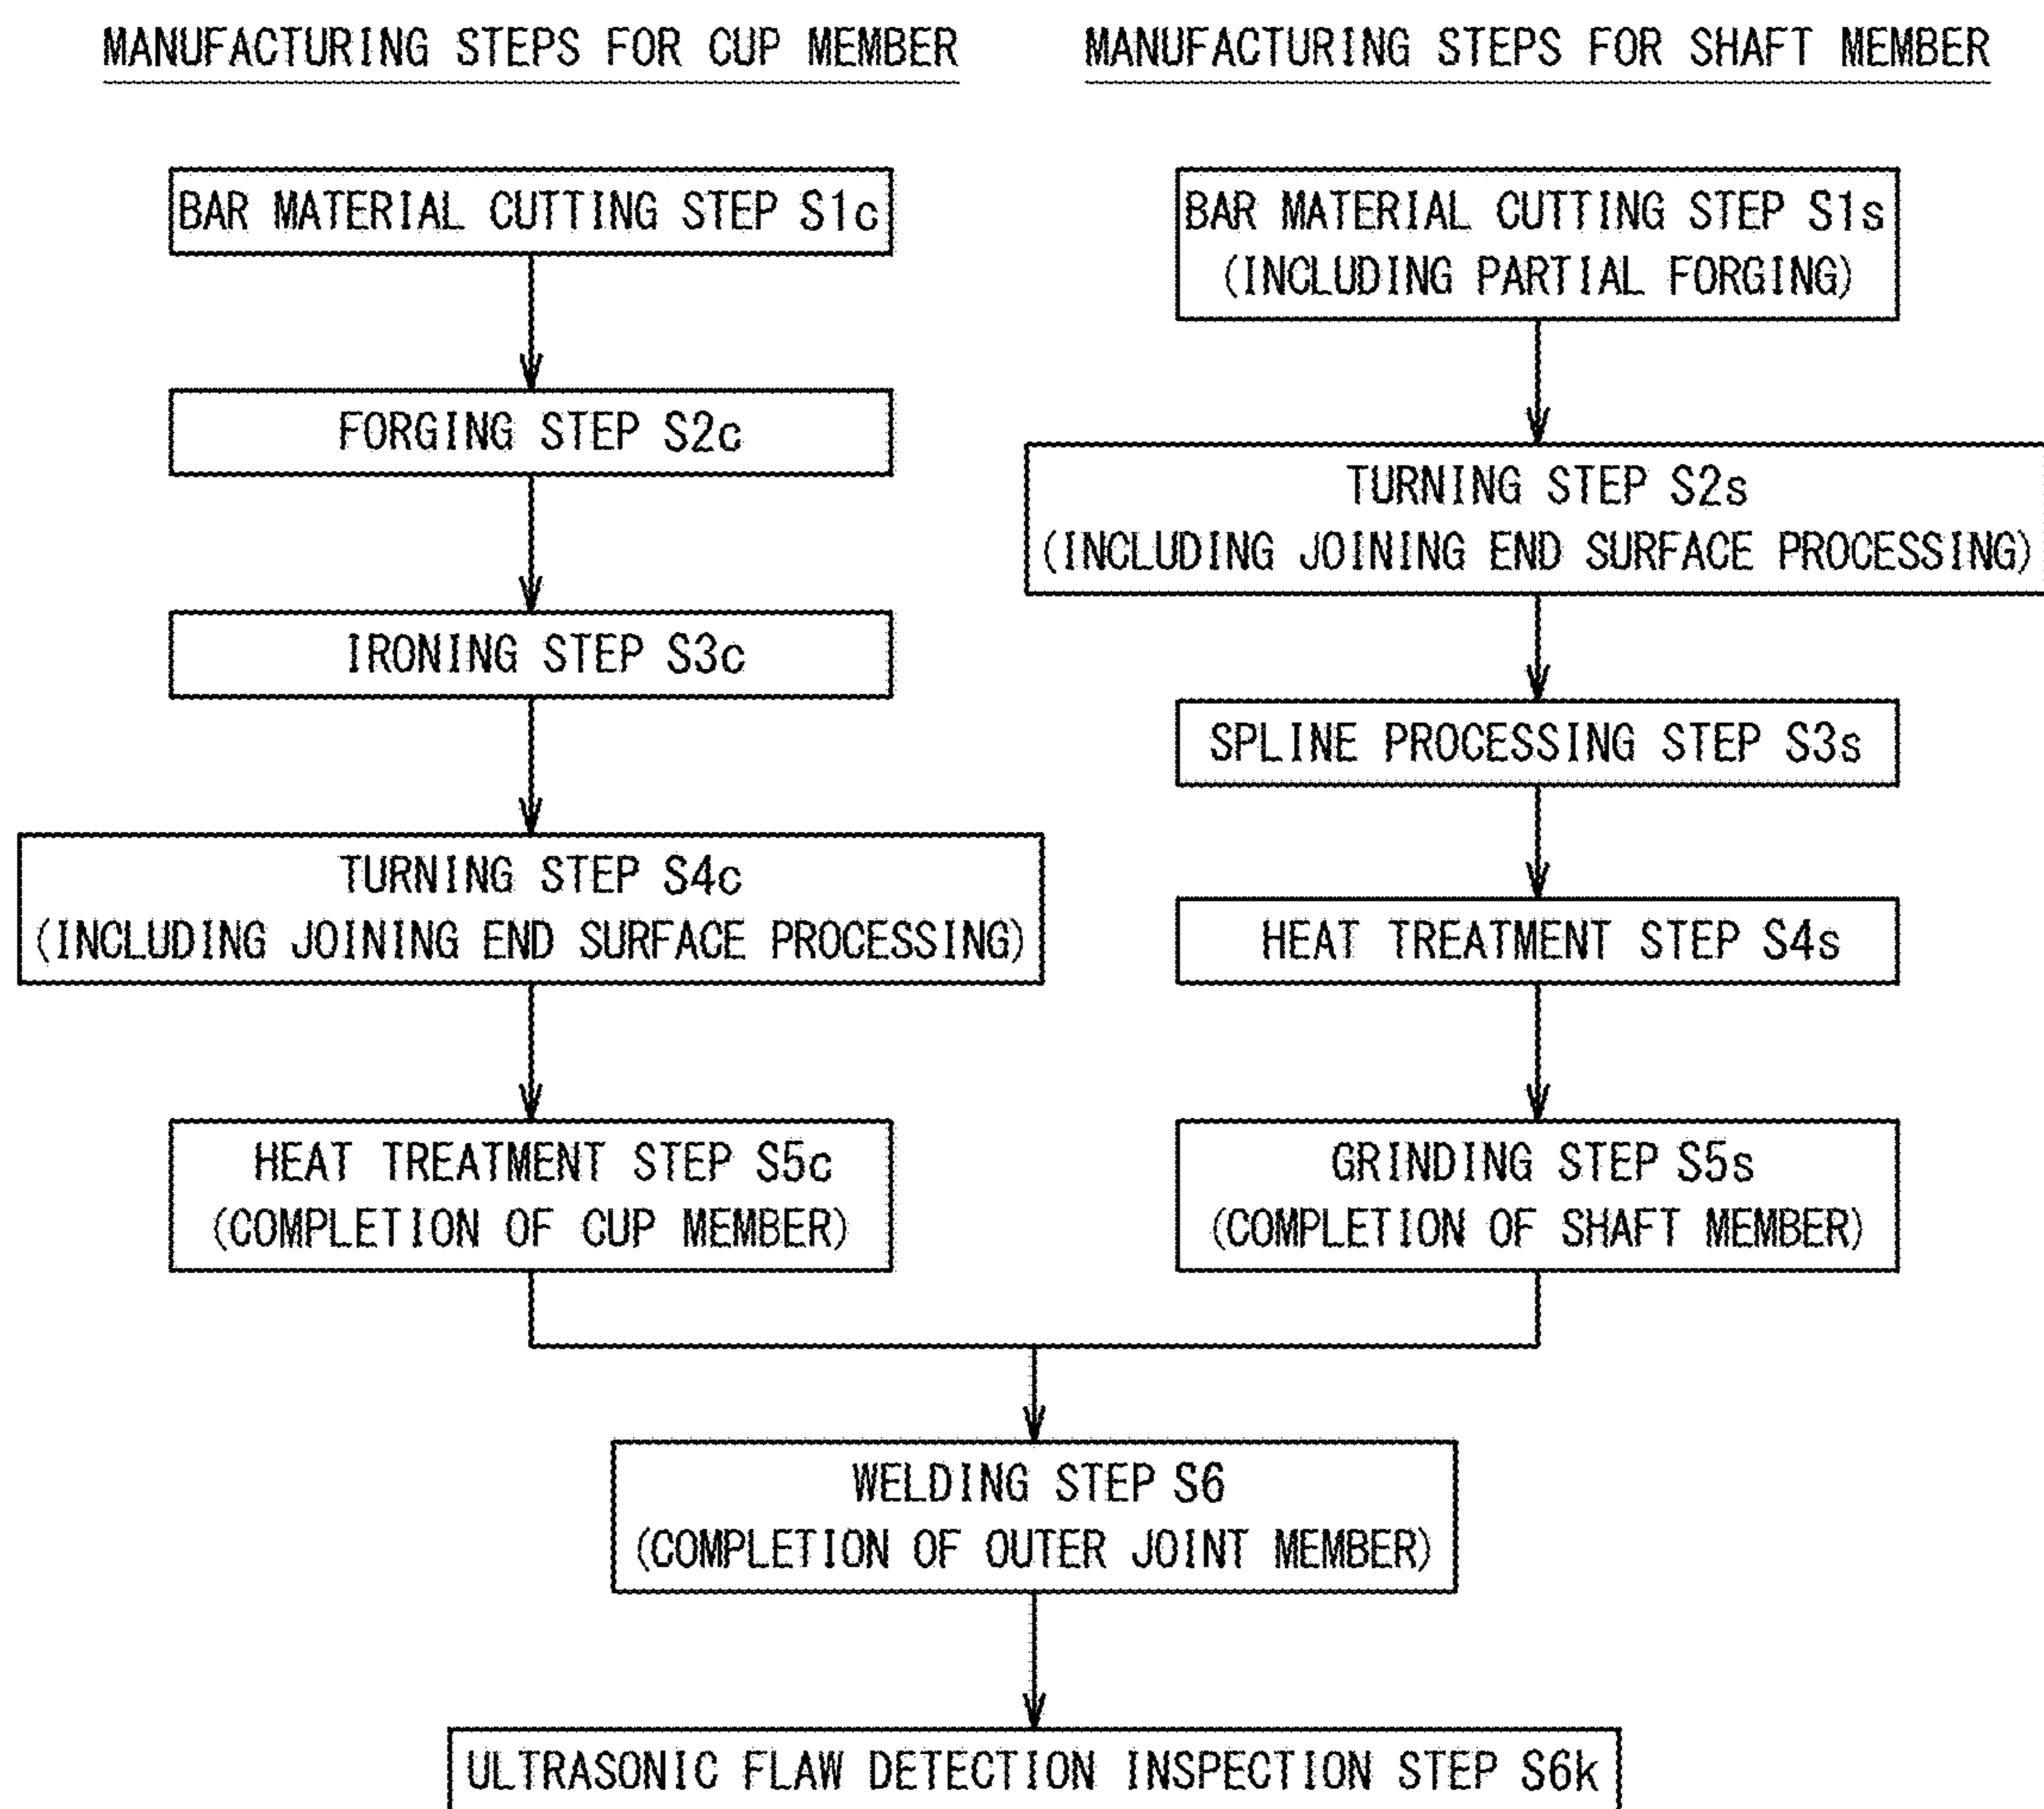 MANUFACTURING STEPS FOR CUP MEMBER
BAR MATERIAL CUTTING STEP S1c
FORGING STEP S2c
IRONING STEP S3c
TURNING STEP S4c
(INCLUDING JOINING END SURFACE PROCESSING)
HEAT TREATMENT STEP S5c
(COMPLETION OF CUP MEMBER)
MANUFACTURING STEPS FOR SHAFT MEMBER
BAR MATERIAL CUTTING STEP S1s
(INCLUDING PARTIAL FORGING)
TURNING STEP S2s
(INCLUDING JOINING END SURFACE PROCESSING)
SPLINE PROCESSING STEP S3s
HEAT TREATMENT STEP S4s
GRINDING STEP S5s
(COMPLETION OF SHAFT MEMBER)
WELDING STEP S6
(COMPLETION OF OUTER JOINT MEMBER)
ULTRASONIC FLAW DETECTION INSPECTION STEP S6k